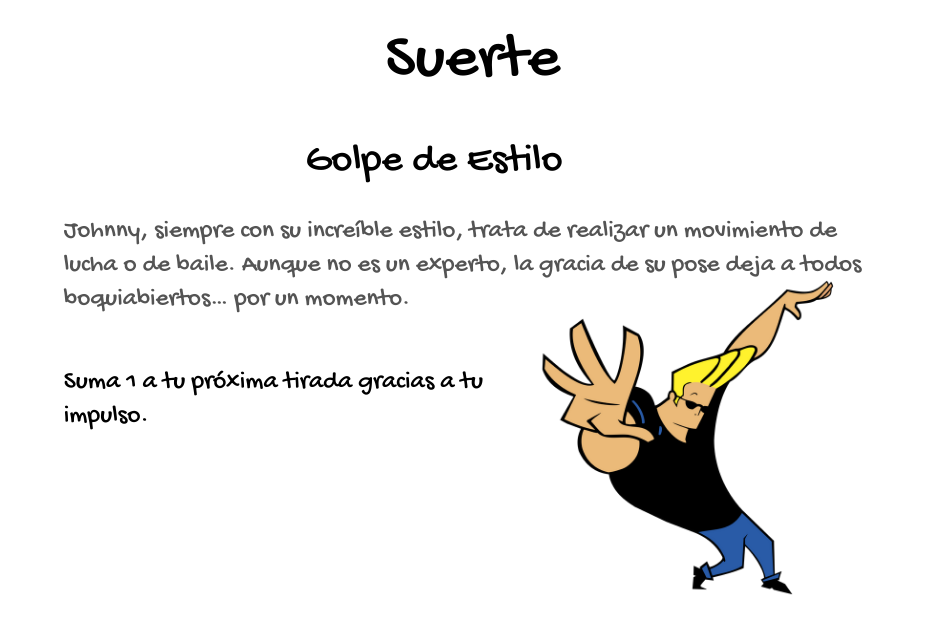 Suerte
Golpe de Estilo
Johnny, siempre con su increíble estilo, trata de realizar un movimiento de
lucha o de baile. Aunque no es un experto, la gracia de su pose deja a todos
boquiabiertos... por un momento.
Suma 1 a tu próxima tirada gracias a tu
impulso.